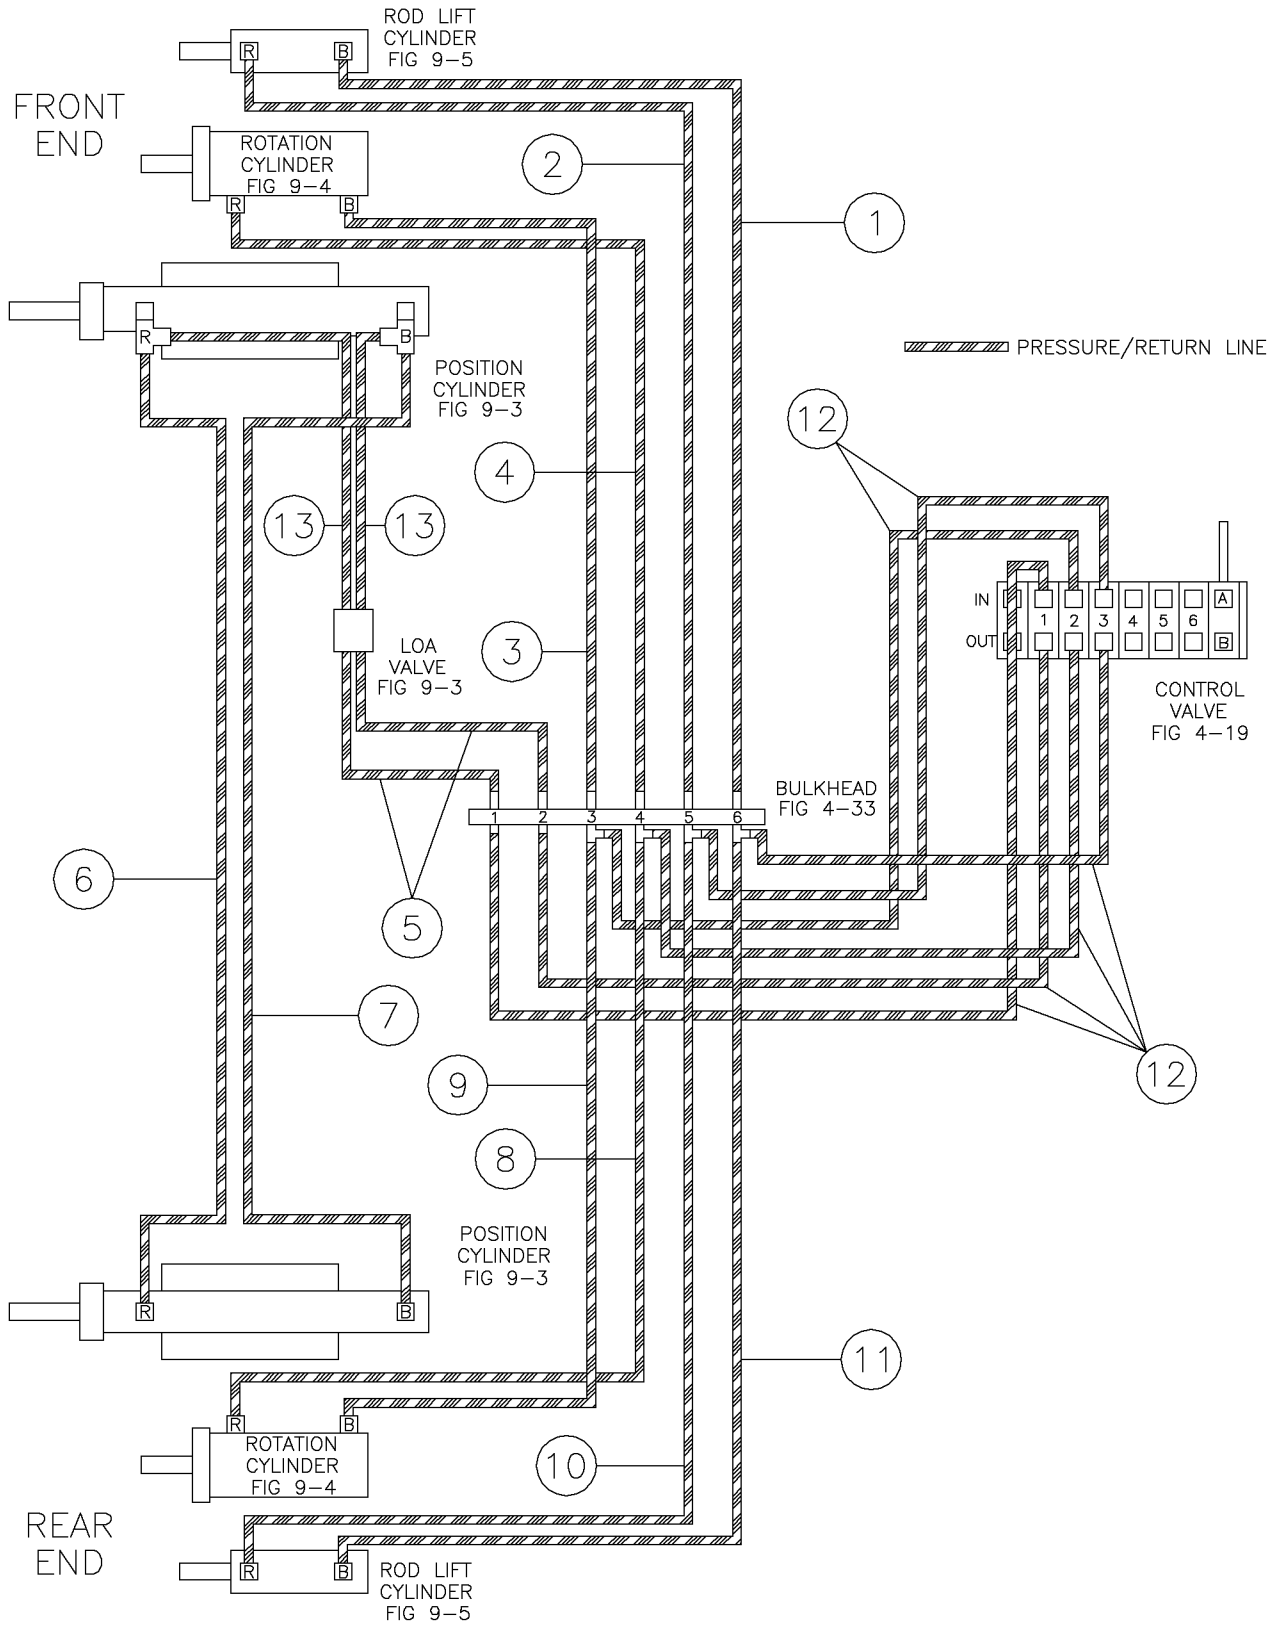 ROD LIFT
CYLINDER
FIG 9-5
R
B
FRONT
END
ROTATION
CYLINDER
FIG 9-4
R
B
2
1
R
B
PRESSURE/RETURN LINE
POSITION
CYLINDER
FIG 9-3
12
4
13
13
IN
A
1
2
3
4
5
6
OUT
B
3
LOA
VALVE
FIG 9-3
CONTROL
VALVE
FIG 4-19
BULKHEAD
FIG 4-33
1
2
3
4
5
6
6
5
7
12
9
8
POSITION
CYLINDER
FIG 9-3
R
B
11
R
B
ROTATION
CYLINDER
FIG 9-4
10
REAR
END
R
B
ROD LIFT
CYLINDER
FIG 9-5